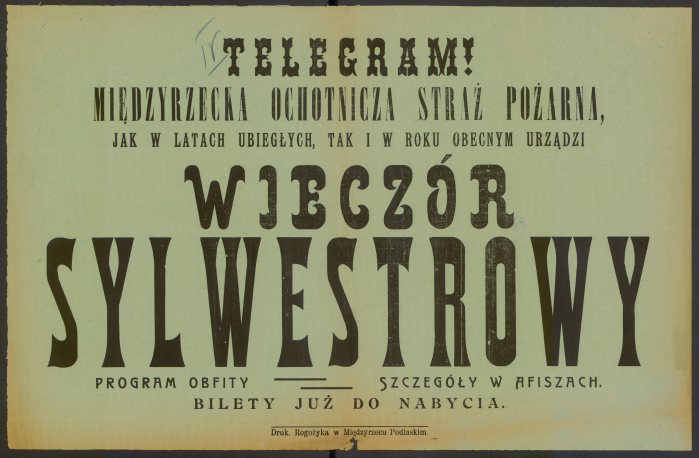 TELEGRAM!
MIĘDZYRZECKA OCHOTNICZA STRAŻ POŻARNA,
JAK W LATACH UBIEGŁYCH, TAK I W ROKU OBECNYM URZĄDZI
WIECZÓR
SYLWESTROWY
PROGRAM OBFITY SZCZEGÓŁY W AFISZACH.
BILETY JUŻ DO NABYCIA.
Druk. Rogożyka w Międzyrzecu Podlaskim.